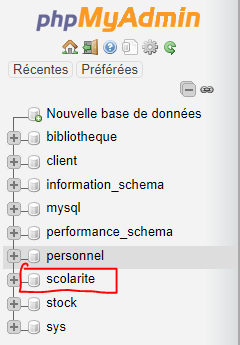 phpMyAdmin
Récentes Préférées
Nouvelle base de données
bibliotheque
client
information_schema
mysql
performance_schema
personnel
scolarite
stock
sys